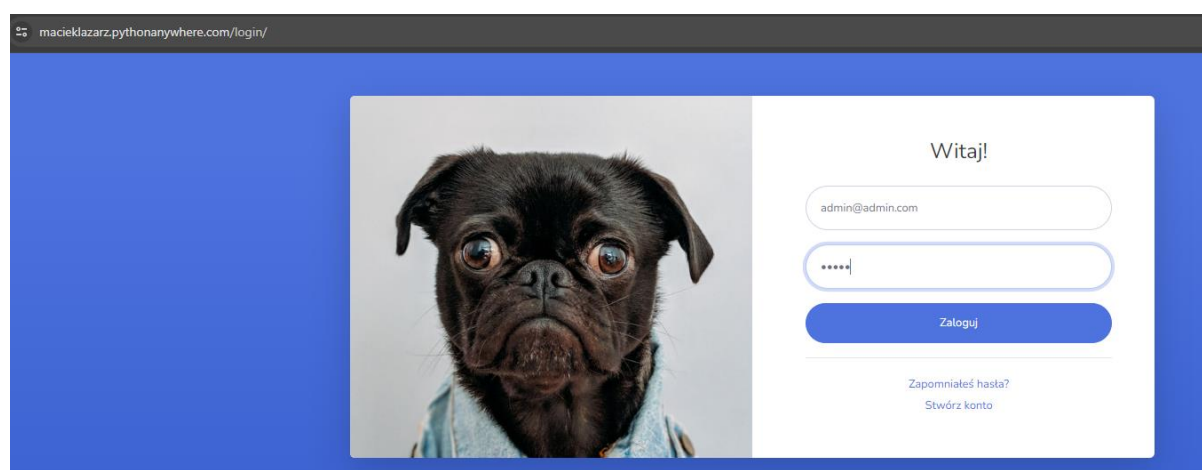 macieklazarz.pythonanywhere.com/login/
Witaj!
admin@admin.com
•••••
Zaloguj
Zapomniałeś hasła?
Stwórz konto